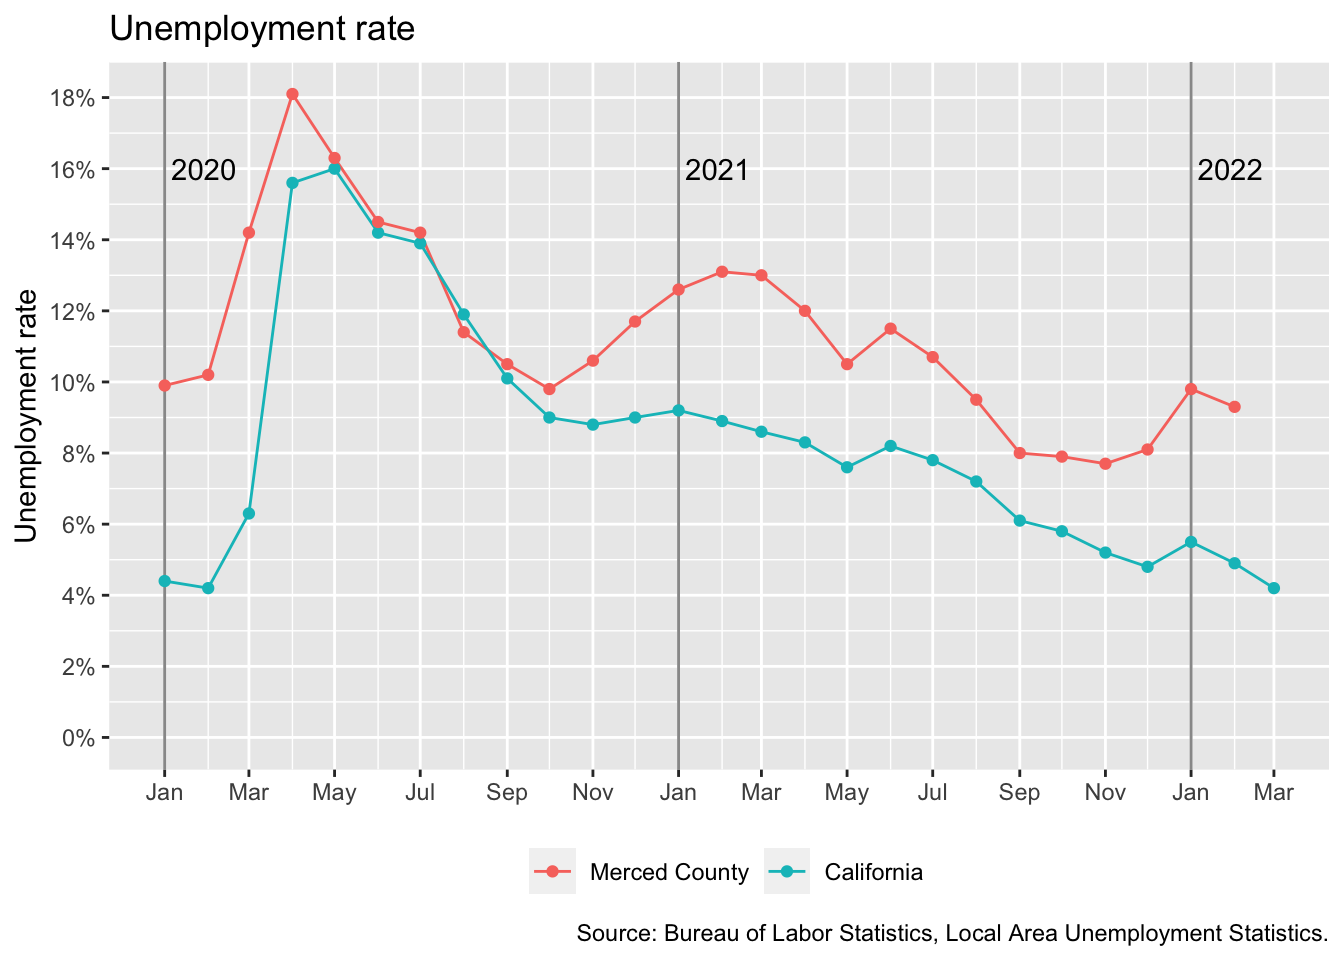 Unemployment rate
Unemployment rate
18%
16%
14%
12%
10%
8%
6%
4%
2%
0%
2020
2021
2022
Jan Mar May Jul Sep Nov Jan Mar May Jul Sep Nov Jan Mar
Merced County California
Source: Bureau of Labor Statistics, Local Area Unemployment Statistics.